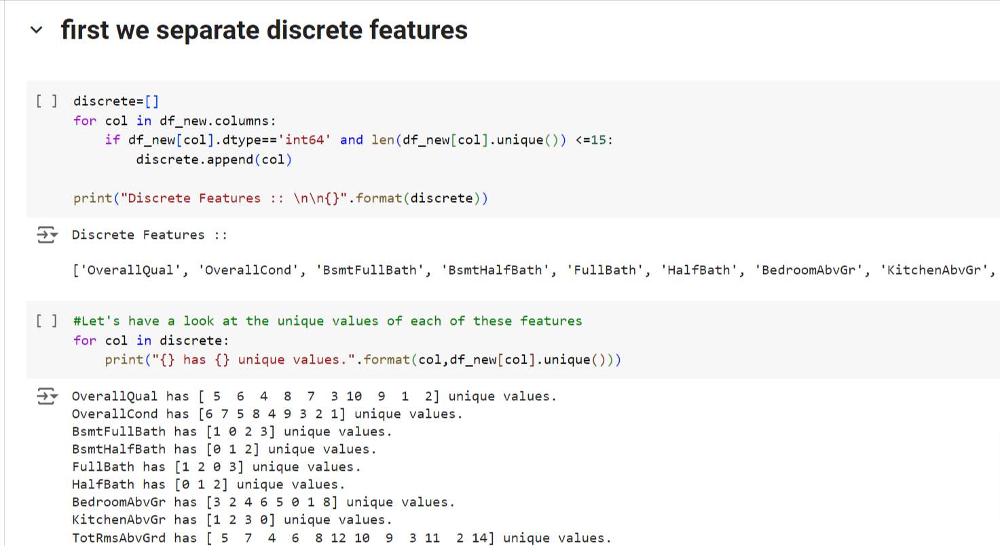 first we separate discrete features
[ ] discrete=[]
for col in df_new.columns:
    if df_new[col].dtype=='int64' and len(df_new[col].unique()) <=15:
        discrete.append(col)
print("Discrete Features :: \n\n{}".format(discrete))
Discrete Features ::
['OverallQual', 'OverallCond', 'BsmtFullBath', 'BsmtHalfBath', 'FullBath', 'HalfBath', 'BedroomAbvGr', 'KitchenAbvGr',
[ ] #Let's have a look at the unique values of each of these features
for col in discrete:
    print("{} has {} unique values.".format(col,df_new[col].unique()))
OverallQual has [ 5  6  4  8  7  3 10  9  1  2] unique values.
OverallCond has [6 7 5 8 4 9 3 2 1] unique values.
BsmtFullBath has [1 0 2 3] unique values.
BsmtHalfBath has [0 1 2] unique values.
FullBath has [1 2 0 3] unique values.
HalfBath has [0 1 2] unique values.
BedroomAbvGr has [3 2 4 6 5 0 1 8] unique values.
KitchenAbvGr has [1 2 3 0] unique values.
TotRmsAbvGrd has [ 5  7  4  6  8 12 10  9  3 11  2 14] unique values.